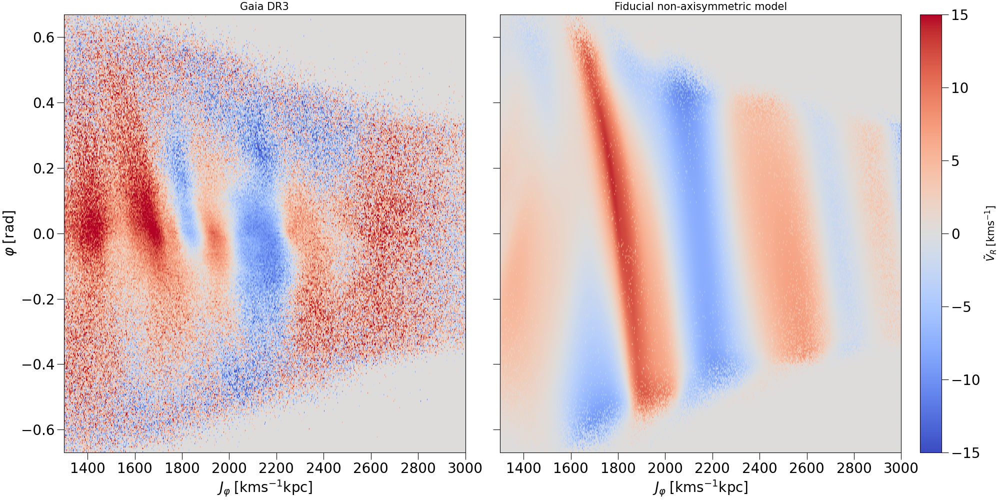 Gaia DR3
Fiducial non-axisymmetric model
φ [rad]
0.6
0.4
0.2
0.0
−0.2
−0.4
−0.6
1400 1600 1800 2000 2200 2400 2600 2800 3000
J_φ [kms⁻¹kpc]
1400 1600 1800 2000 2200 2400 2600 2800 3000
J_φ [kms⁻¹kpc]
15
10
5
0
−5
−10
−15
Ṽ_R [kms⁻¹]